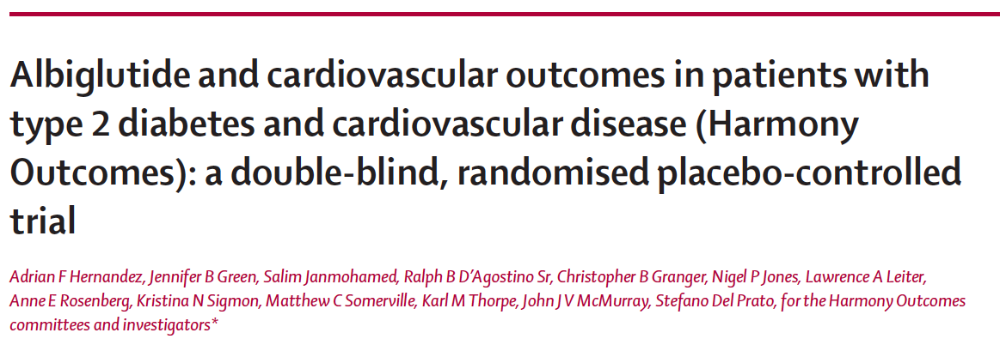 Albiglutide and cardiovascular outcomes in patients with
type 2 diabetes and cardiovascular disease (Harmony
Outcomes): a double-blind, randomised placebo-controlled
trial
Adrian F Hernandez, Jennifer B Green, Salim Janmohamed, Ralph B D’Agostino Sr, Christopher B Granger, Nigel P Jones, Lawrence A Leiter,
Anne E Rosenberg, Kristina N Sigmon, Matthew C Somerville, Karl M Thorpe, John J V McMurray, Stefano Del Prato, for the Harmony Outcomes
committees and investigators*